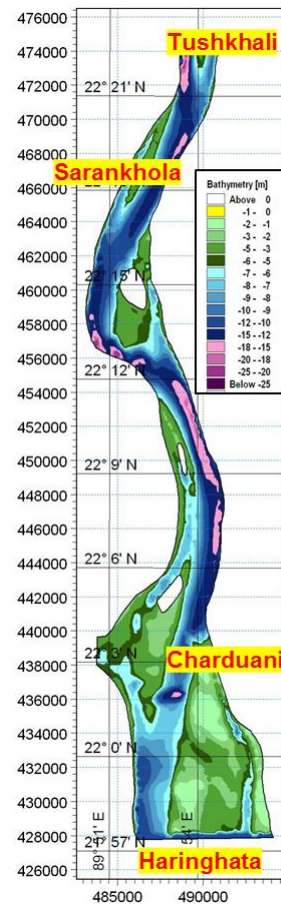 476000
Tushkhali
474000
472000
22° 21' N
470000
468000
Sarankhola
466000
464000
462000
22° 15' N
460000
458000
456000
22° 12' N
454000
452000
450000
22° 9' N
448000
446000
444000
22° 6' N
442000
440000
438000
22° 3' N
Charduani
436000
434000
432000
22° 0' N
430000
428000
21° 57' N
426000
Haringhata
485000
490000
Bathymetry [m]
Above 0
-1 - 0
-2 - -1
-3 - -2
-5 - -3
-6 - -5
-7 - -6
-8 - -7
-9 - -8
-10 - -9
-12 - -10
-15 - -12
-18 - -15
-20 - -18
-25 - -20
Below -25